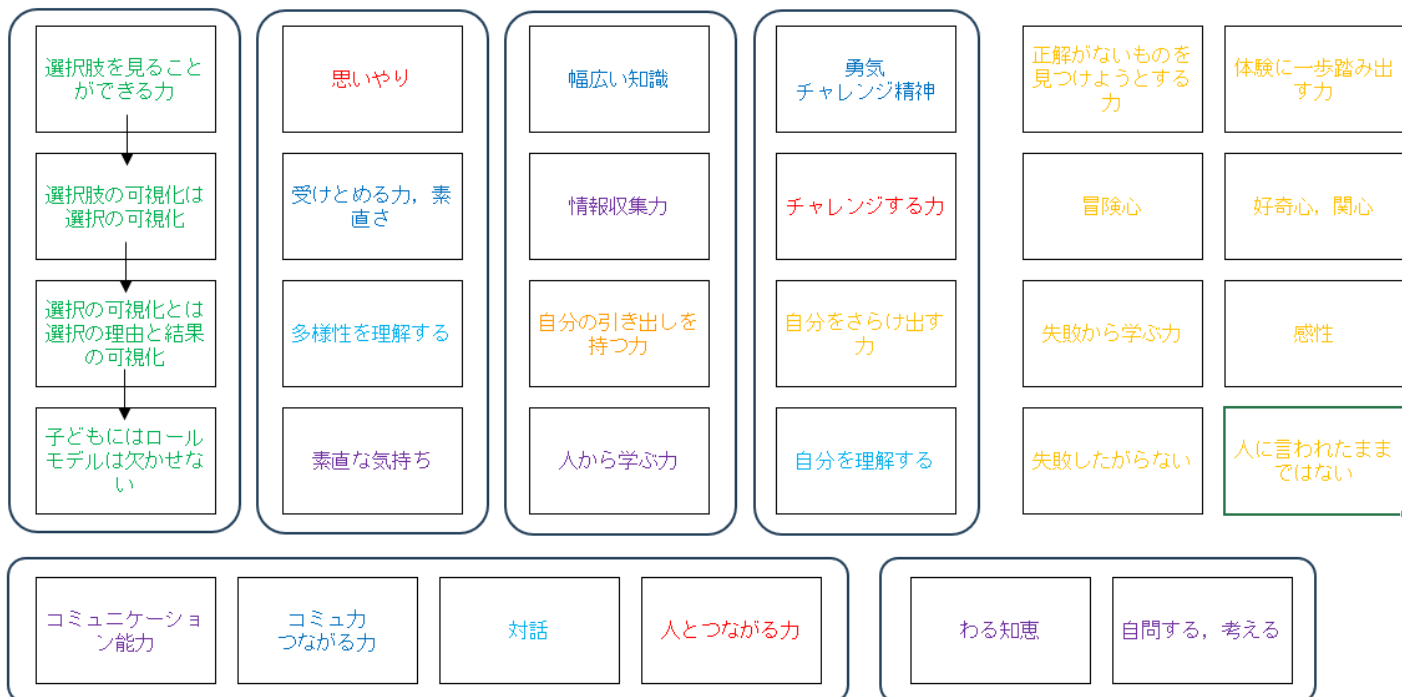 選択肢を見ること
ができる力
思いやり
幅広い知識
勇気
チャレンジ精神
正解がないものを
見つけようとする
力
体験に一歩踏み出
す力
選択肢の可視化は
選択の可視化
受けとめる力，素
直さ
情報収集力
チャレンジする力
冒険心
好奇心，関心
選択の可視化とは
選択の理由と結果
の可視化
多様性を理解する
自分の引き出しを
持つ力
自分をさらけ出す
力
失敗から学ぶ力
感性
子どもにはロール
モデルは欠かせな
い
素直な気持ち
人から学ぶ力
自分を理解する
失敗したがらない
人に言われたまま
ではない
コミュニケーショ
ン能力
コミュ力
つながる力
対話
人とつながる力
わる知恵
自問する，考える